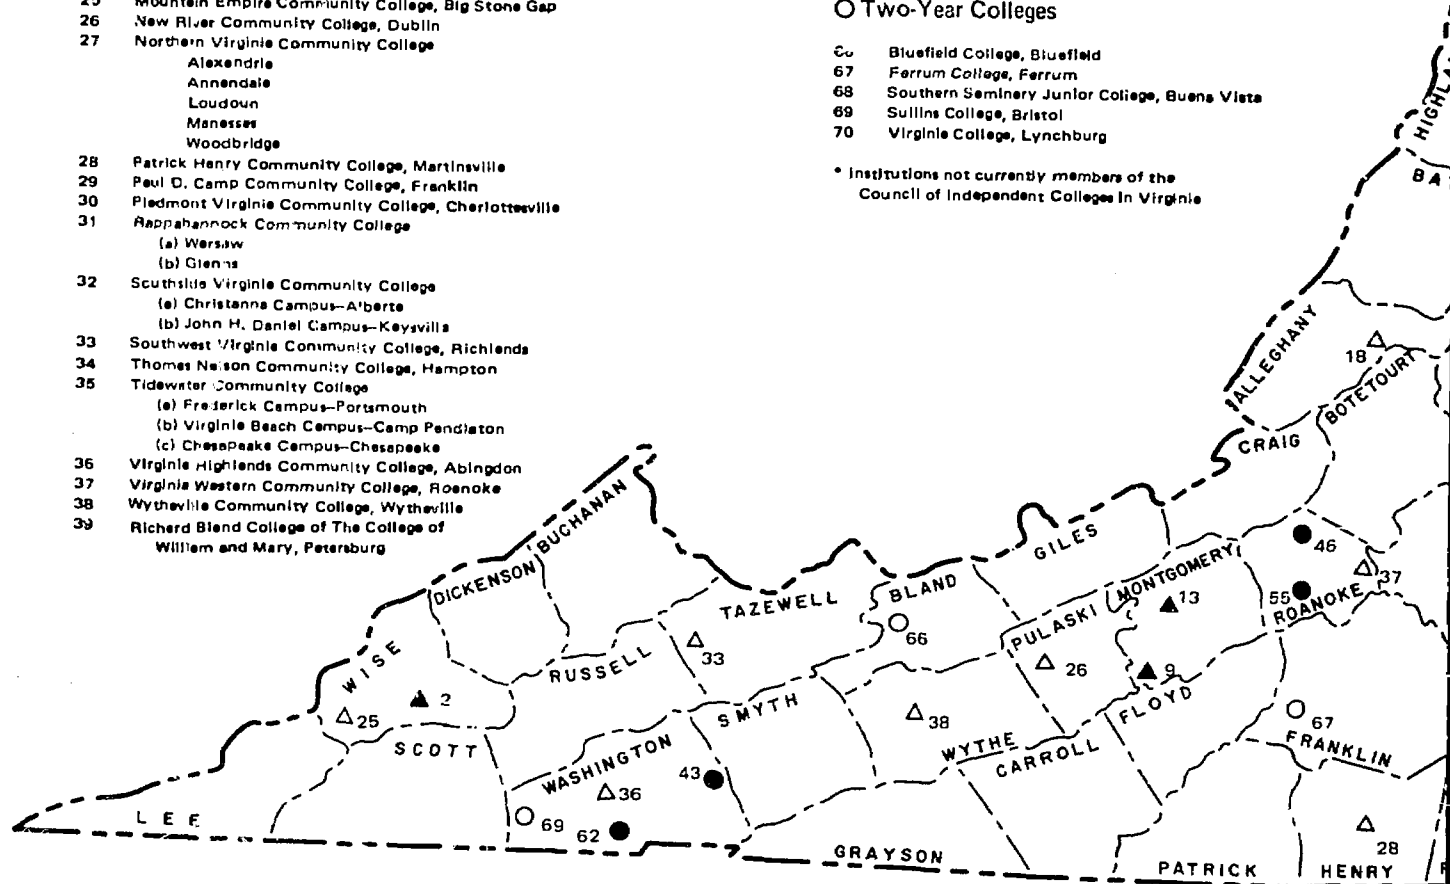 25 Mountain Empire Community College, Big Stone Gap
26 New River Community College, Dublin
27 Northern Virginia Community College
Alexandria
Annandale
Loudoun
Manassas
Woodbridge
28 Patrick Henry Community College, Martinsville
29 Paul D. Camp Community College, Franklin
30 Piedmont Virginia Community College, Charlottesville
31 Rappahannock Community College
(a) Warsaw
(b) Glenns
32 Southside Virginia Community College
(a) Christanna Campus–Alberta
(b) John H. Daniel Campus–Keysville
33 Southwest Virginia Community College, Richlands
34 Thomas Nelson Community College, Hampton
35 Tidewater Community College
(a) Frederick Campus–Portsmouth
(b) Virginia Beach Campus–Camp Pendleton
(c) Chesapeake Campus–Chesapeake
36 Virginia Highlands Community College, Abingdon
37 Virginia Western Community College, Roanoke
38 Wytheville Community College, Wytheville
39 Richard Bland College of The College of
William and Mary, Petersburg
Two-Year Colleges
66 Bluefield College, Bluefield
67 Ferrum College, Ferrum
68 Southern Seminary Junior College, Buena Vista
69 Sullins College, Bristol
70 Virginia College, Lynchburg
* Institutions not currently members of the
Council of Independent Colleges in Virginia
BA
ALLEGHANY
18
BOTETOURT
CRAIG
BUCHANAN
DICKENSON
GILES
46
MONTGOMERY
37
TAZEWELL
BLAND
13
55
ROANOKE
66
PULASKI
WISE
RUSSELL
33
26
9
2
25
SMYTH
38
FLOYD
67
SCOTT
WASHINGTON
WYTHE
CARROLL
FRANKLIN
43
36
LEE
69
62
28
GRAYSON
PATRICK
HENRY